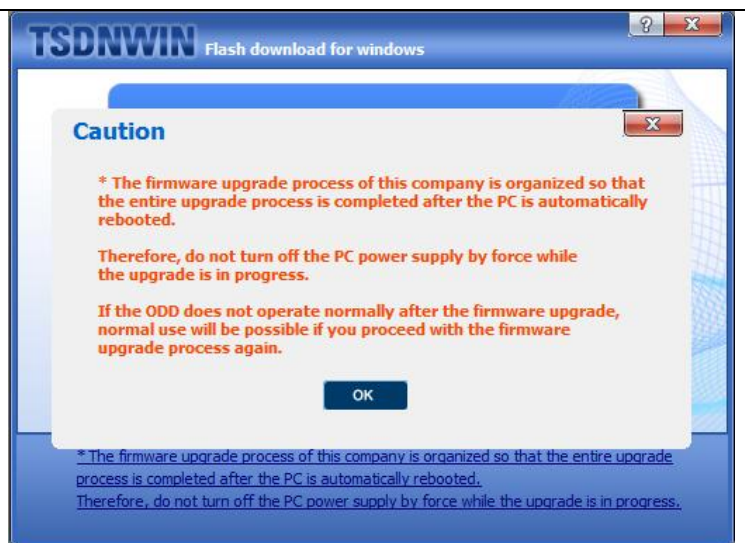 TSDNWIN Flash download for windows
? X
X
Caution
* The firmware upgrade process of this company is organized so that
the entire upgrade process is completed after the PC is automatically
rebooted.
Therefore, do not turn off the PC power supply by force while
the upgrade is in progress.
If the ODD does not operate normally after the firmware upgrade,
normal use will be possible if you proceed with the firmware
upgrade process again.
OK
* The firmware upgrade process of this company is organized so that the entire upgrade
process is completed after the PC is automatically rebooted.
Therefore, do not turn off the PC power supply by force while the upgrade is in progress.